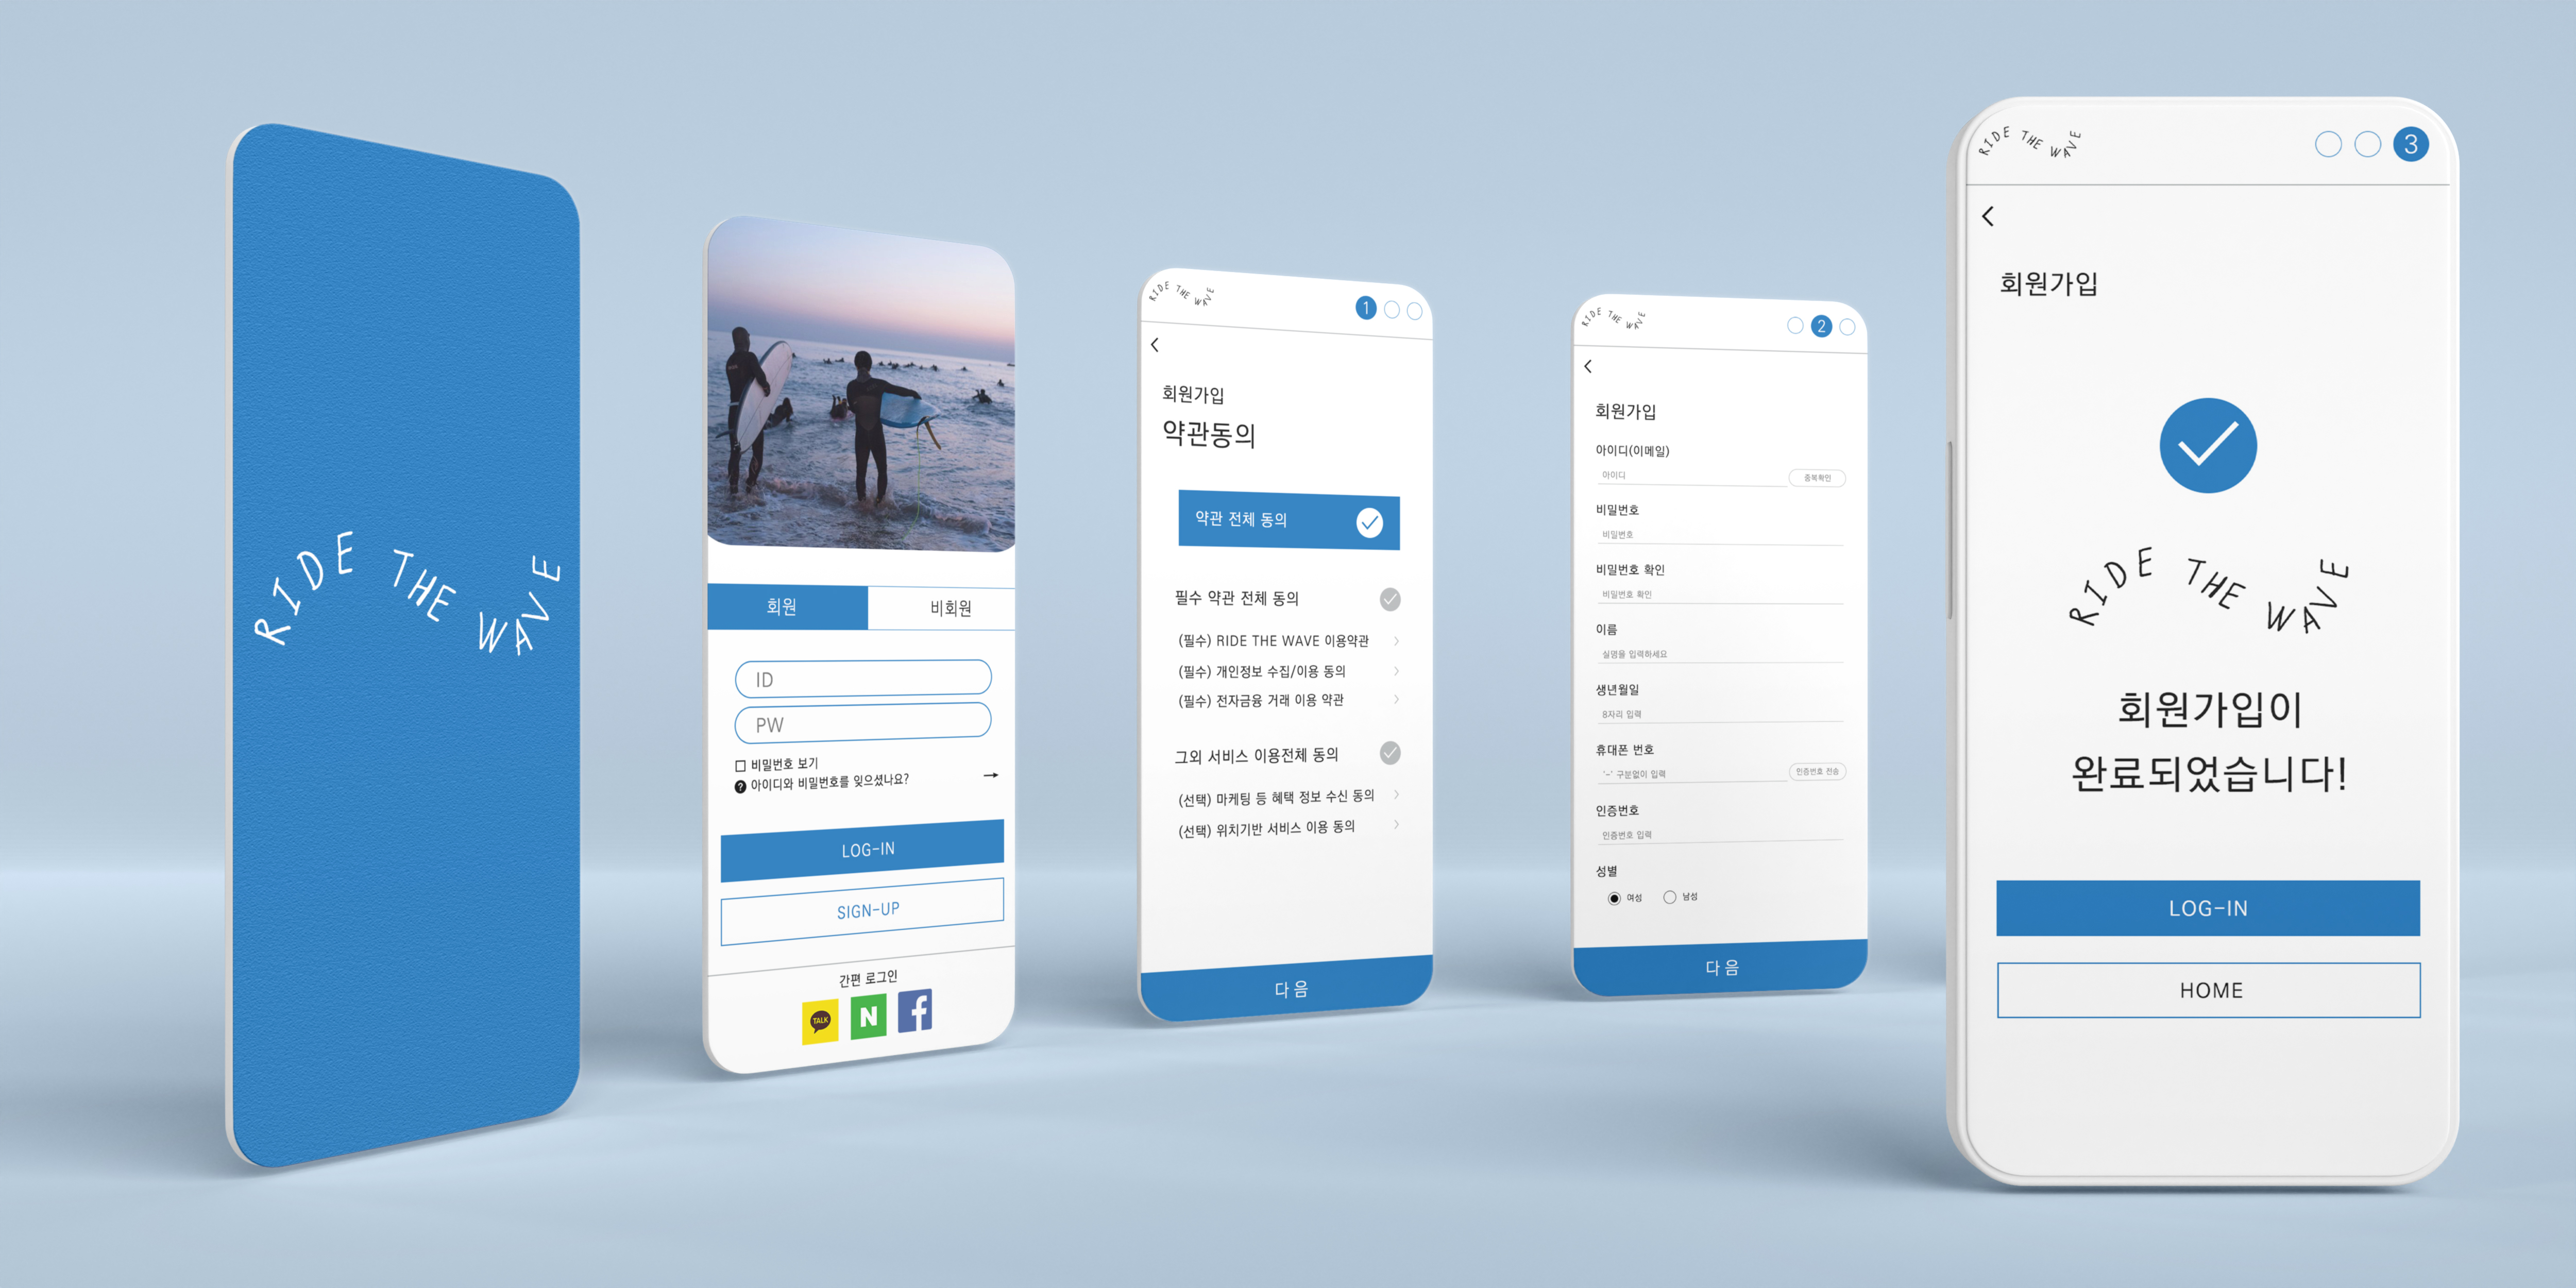 RIDE THE WAVE
회원
비회원
ID
PW
비밀번호 보기
? 아이디와 비밀번호를 잊으셨나요?
LOG-IN
SIGN-UP
간편 로그인
TALK
N
f
RIDE THE WAVE
1
회원가입
약관동의
약관 전체 동의
필수 약관 전체 동의
(필수) RIDE THE WAVE 이용약관
(필수) 개인정보 수집/이용 동의
(필수) 전자금융 거래 이용 약관
그외 서비스 이용전체 동의
(선택) 마케팅 등 혜택 정보 수신 동의
(선택) 위치기반 서비스 이용 동의
다음
RIDE THE WAVE
2
회원가입
아이디(이메일)
아이디
중복확인
비밀번호
비밀번호
비밀번호 확인
비밀번호 확인
이름
실명을 입력하세요
생년월일
8자리 입력
휴대폰 번호
'-' 구분없이 입력
인증번호 전송
인증번호
인증번호 입력
성별
여성
남성
다음
RIDE THE WAVE
3
회원가입
RIDE THE WAVE
회원가입이
완료되었습니다!
LOG-IN
HOME